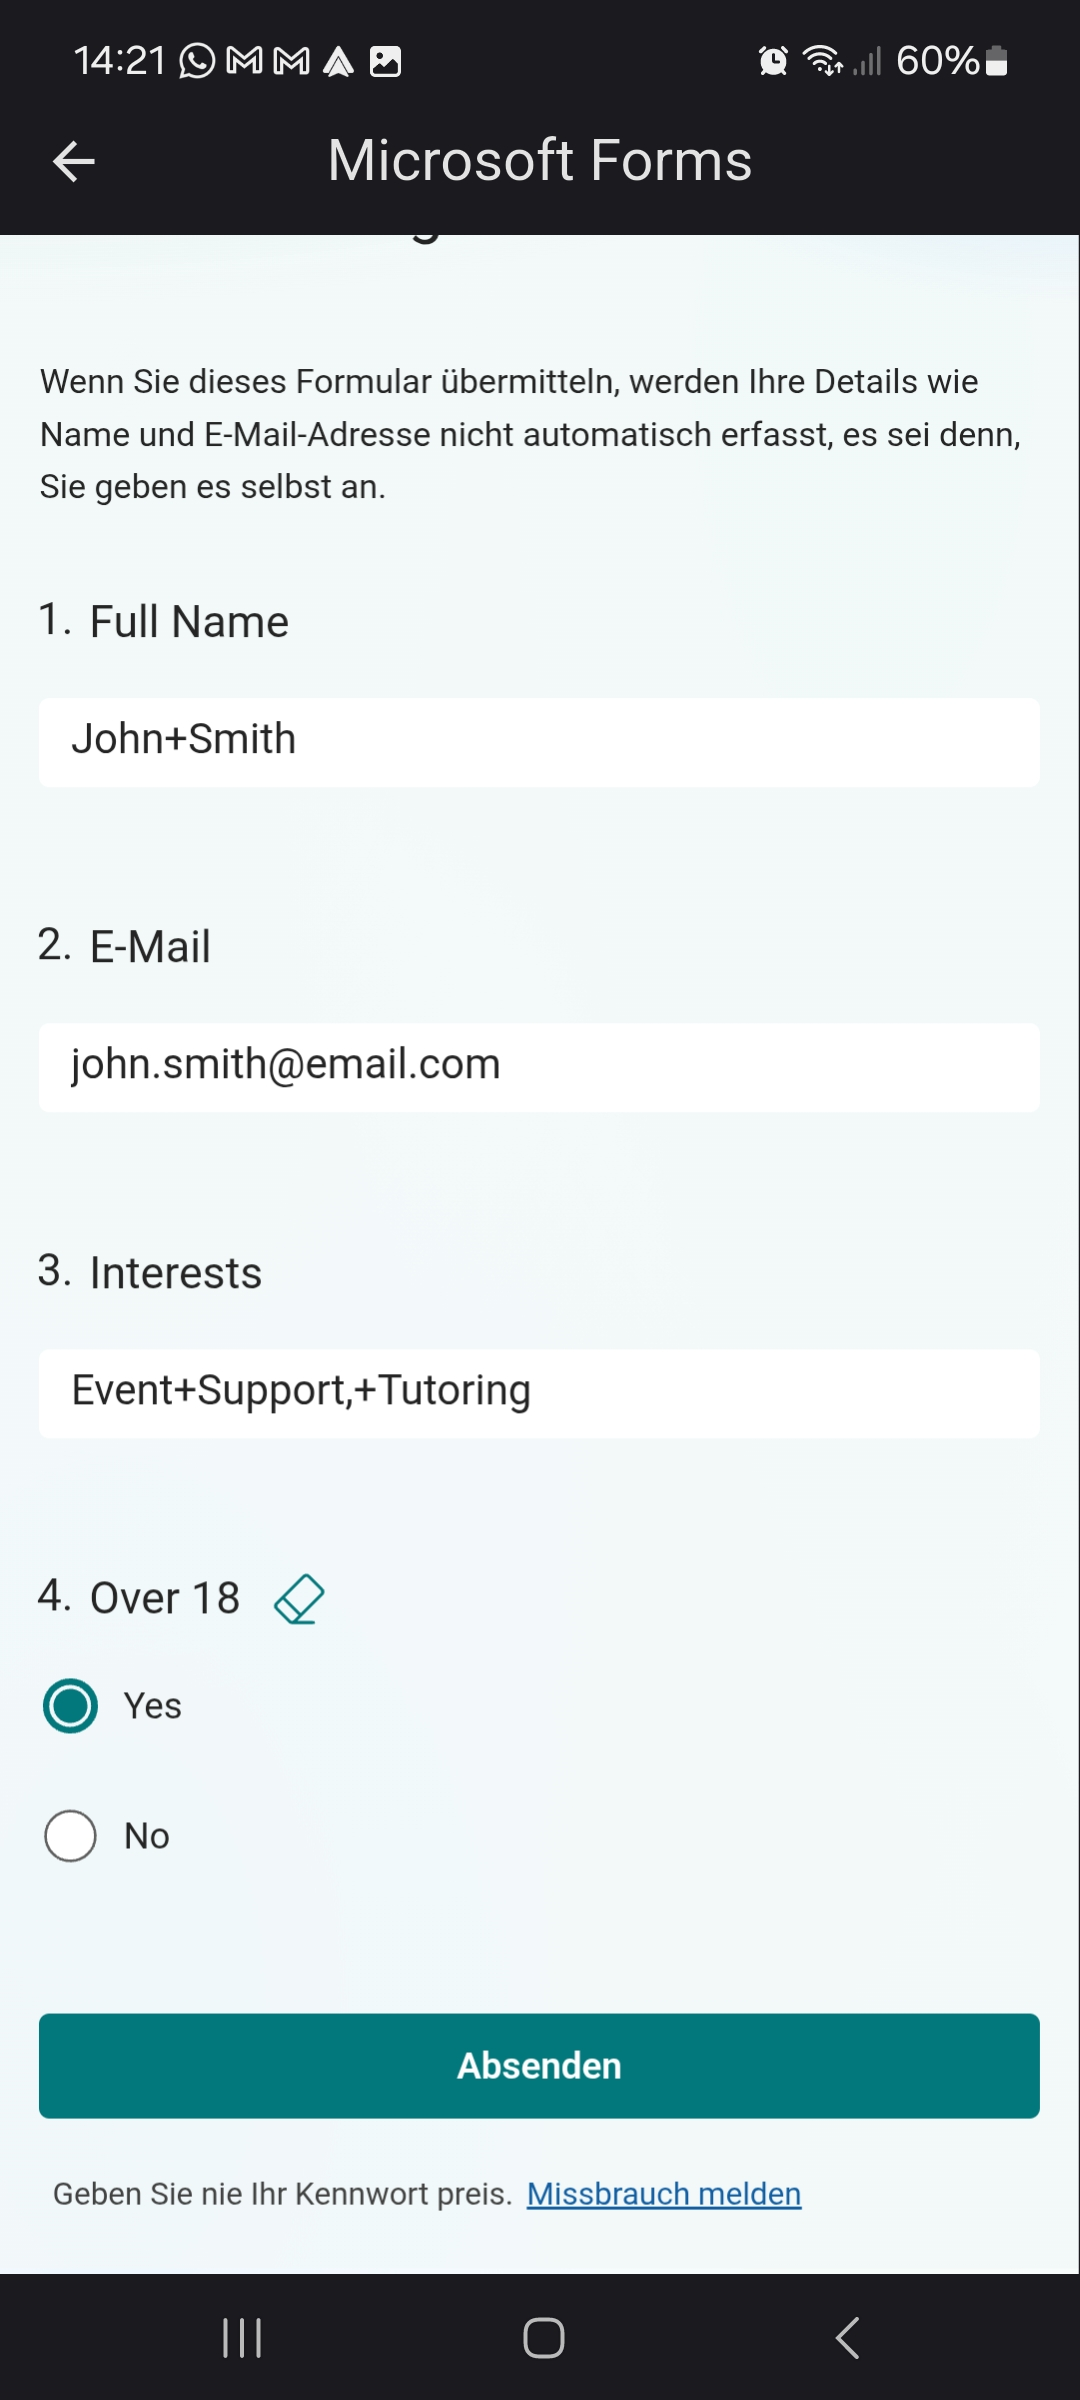 14:21
60%
Microsoft Forms
Wenn Sie dieses Formular übermitteln, werden Ihre Details wie
Name und E-Mail-Adresse nicht automatisch erfasst, es sei denn,
Sie geben es selbst an.
1. Full Name
John+Smith
2. E-Mail
john.smith@email.com
3. Interests
Event+Support,+Tutoring
4. Over 18
Yes
No
Absenden
Geben Sie nie Ihr Kennwort preis. Missbrauch melden